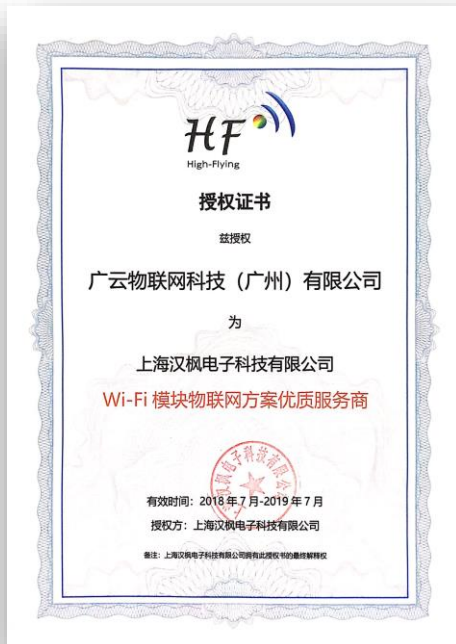 HF
High-Flying
授权证书
兹授权
广云物联网科技（广州）有限公司
为
上海汉枫电子科技有限公司
Wi-Fi 模块物联网方案优质服务商
有效时间：2018 年 7 月-2019 年 7 月
授权方：上海汉枫电子科技有限公司
备注：上海汉枫电子科技有限公司拥有此授权书的最终解释权